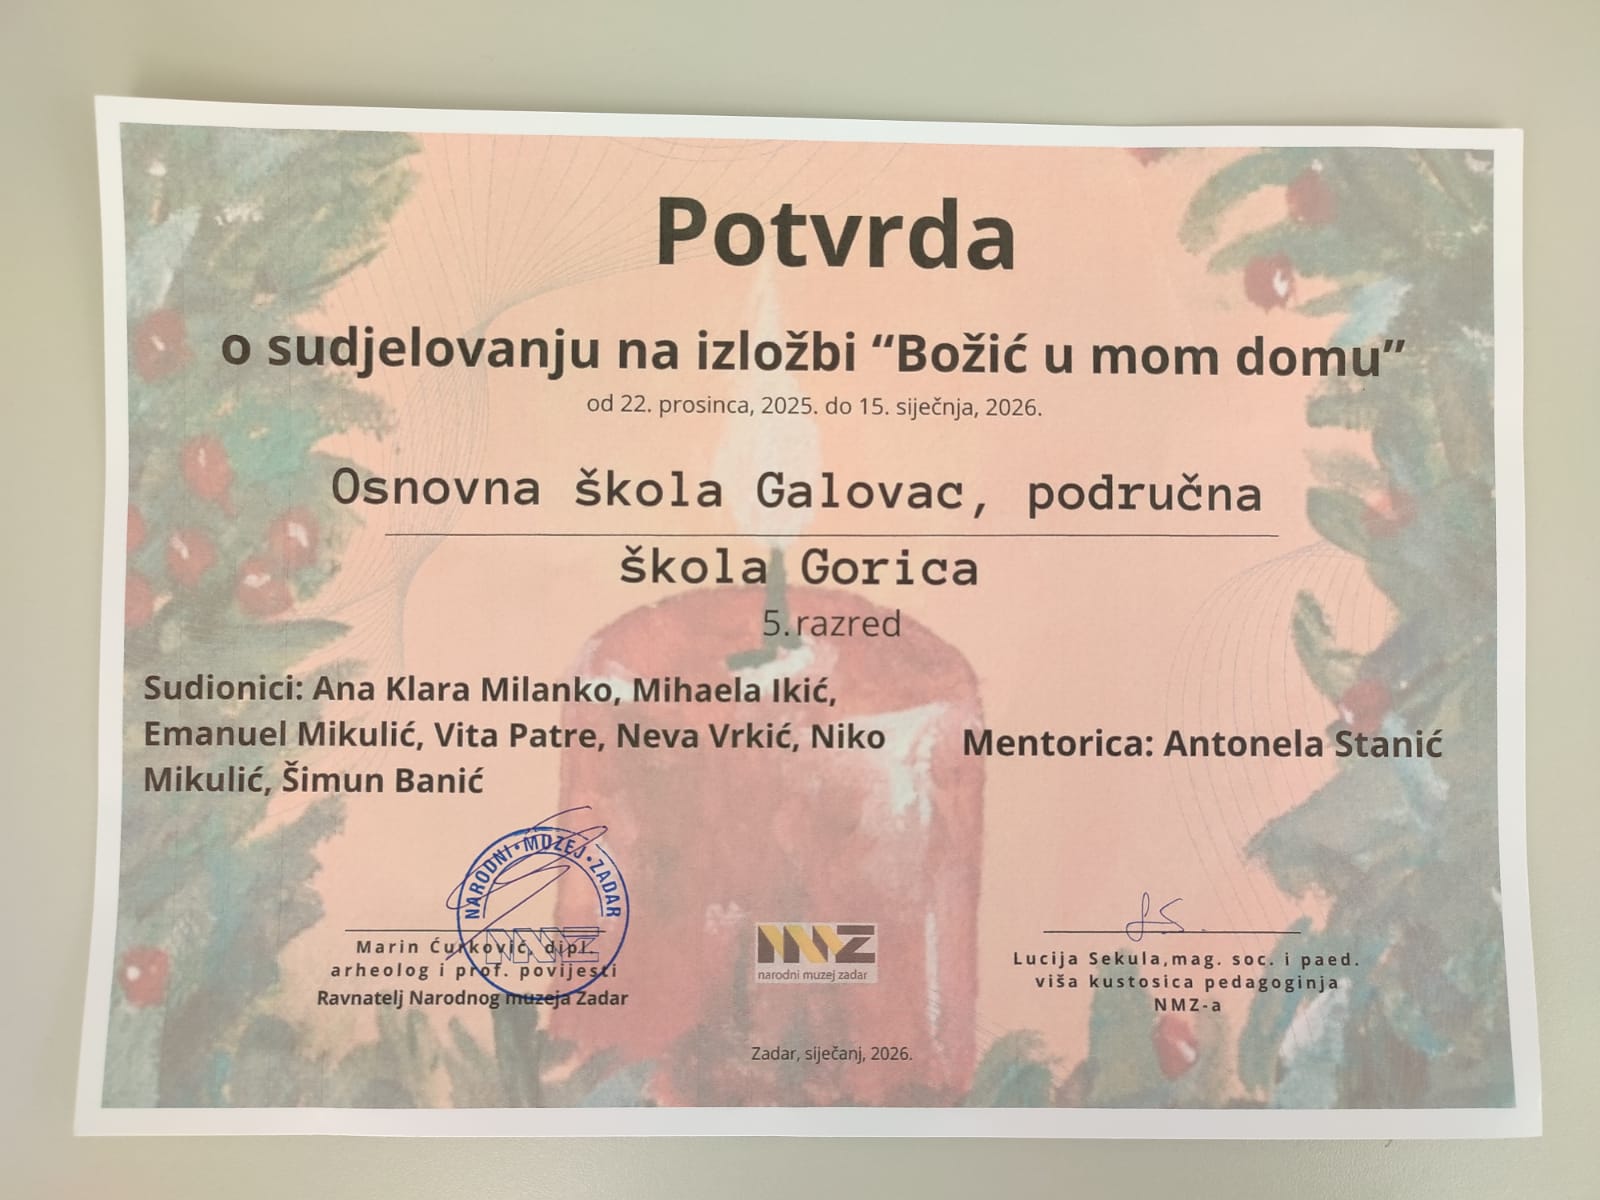 Potvrda
o sudjelovanju na izložbi “Božić u mom domu”
od 22. prosinca, 2025. do 15. siječnja, 2026.
Osnovna škola Galovac, područna
škola Gorica
5. razred
Sudionici: Ana Klara Milanko, Mihaela Ikić,
Emanuel Mikulić, Vita Patre, Neva Vrkić, Niko
Mikulić, Šimun Banić
Mentorica: Antonela Stanić
NARODNI·MUZEJ·ZADAR
NMZ
Marin Ćurković, dipl.
arheolog i prof. povijesti
Ravnatelj Narodnog muzeja Zadar
NMZ
narodni muzej zadar
LS.
Lucija Sekula,mag. soc. i paed.
viša kustosica pedagoginja
NMZ-a
Zadar, siječanj, 2026.